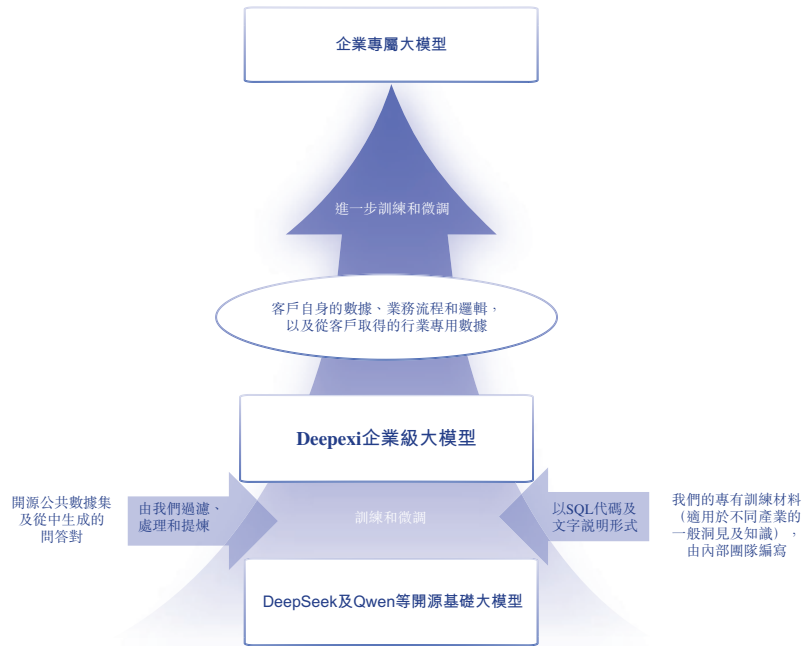 企業專屬大模型
進一步訓練和微調
客戶自身的數據、業務流程和邏輯，
以及從客戶取得的行業專用數據
Deepexi企業級大模型
開源公共數據集
及從中生成的
問答對
由我們過濾、
處理和提煉
訓練和微調
以SQL代碼及
文字説明形式
我們的專有訓練材料
（適用於不同產業的
一般洞見及知識），
由內部團隊編寫
DeepSeek及Qwen等開源基礎大模型